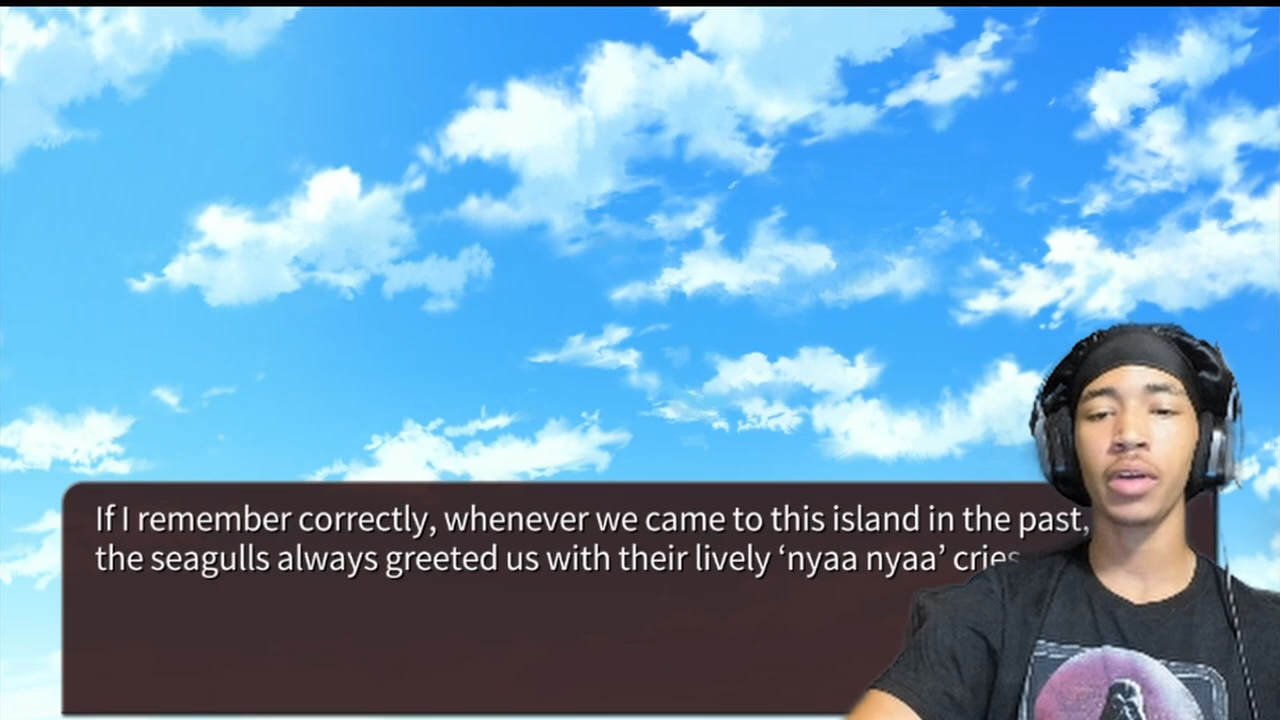 If I remember correctly, whenever we came to this island in the past,
the seagulls always greeted us with their lively ‘nyaa nyaa’ cries